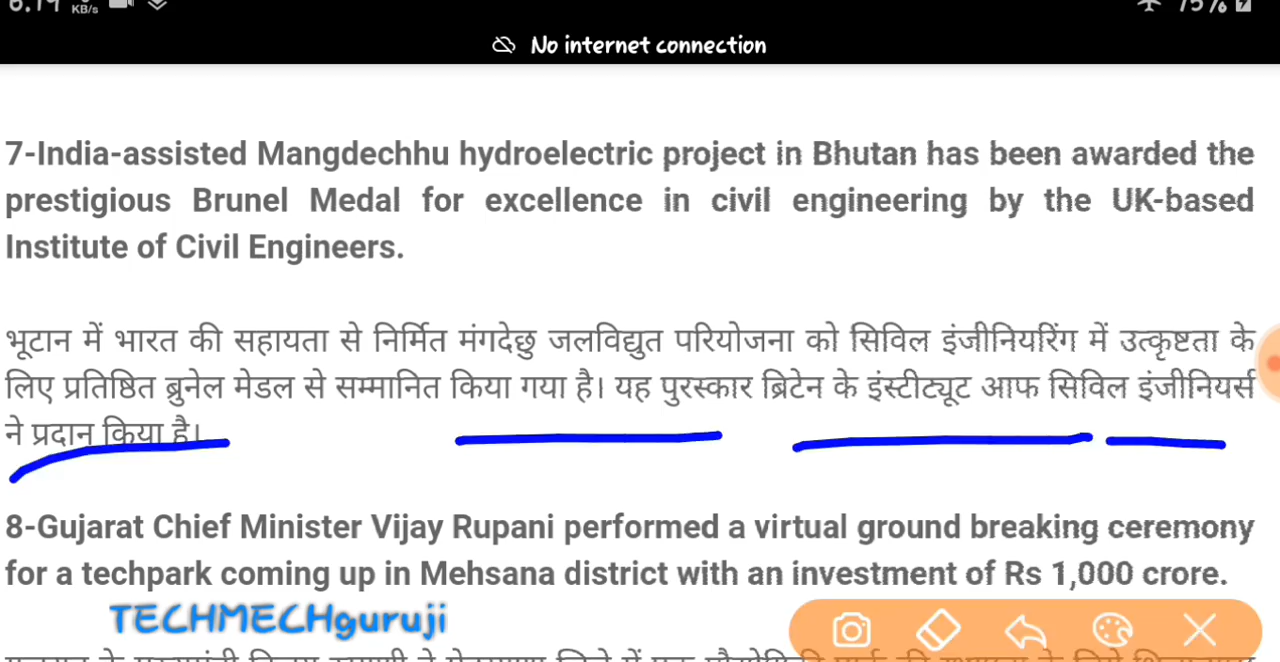 KB/s
No internet connection
7-India-assisted Mangdechhu hydroelectric project in Bhutan has been awarded the
prestigious Brunel Medal for excellence in civil engineering by the UK-based
Institute of Civil Engineers.
भूटान में भारत की सहायता से निर्मित मंगदेछु जलविद्युत परियोजना को सिविल इंजीनियरिंग में उत्कृष्टता के
लिए प्रतिष्ठित ब्रुनेल मेडल से सम्मानित किया गया है। यह पुरस्कार ब्रिटेन के इंस्टीट्यूट आफ सिविल इंजीनियर्स
ने प्रदान किया है।
8-Gujarat Chief Minister Vijay Rupani performed a virtual ground breaking ceremony
for a techpark coming up in Mehsana district with an investment of Rs 1,000 crore.
TECHMECHguruji